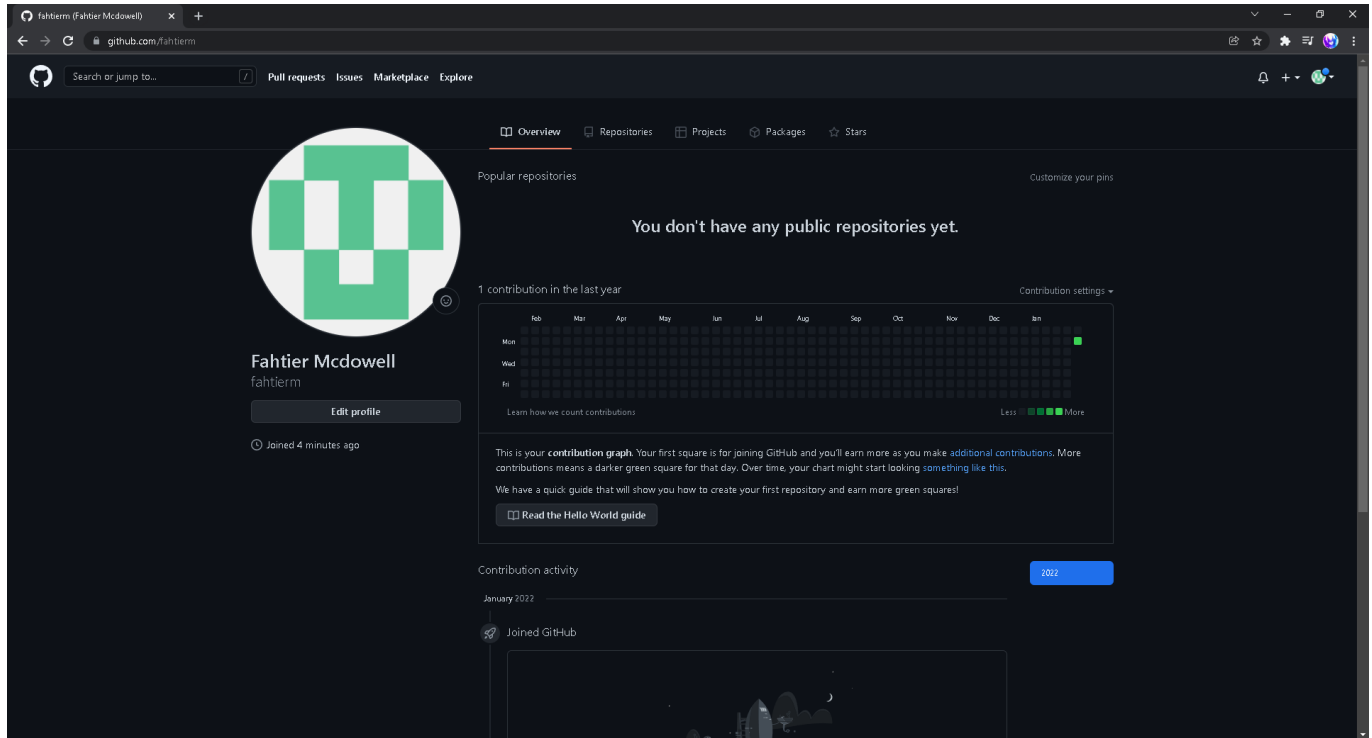 fahtierm (Fahtier Mcdowell)
github.com/fahtierm
Search or jump to... / Pull requests Issues Marketplace Explore
Overview Repositories Projects Packages Stars
Popular repositories Customize your pins
You don't have any public repositories yet.
1 contribution in the last year Contribution settings
Feb Mar Apr May Jun Jul Aug Sep Oct Nov Dec Jan
Mon
Wed
Fri
Learn how we count contributions Less More
Fahtier Mcdowell
fahtierm
Edit profile
Joined 4 minutes ago
This is your contribution graph. Your first square is for joining GitHub and you'll earn more as you make additional contributions. More
contributions means a darker green square for that day. Over time, your chart might start looking something like this.
We have a quick guide that will show you how to create your first repository and earn more green squares!
Read the Hello World guide
Contribution activity 2022
January 2022
Joined GitHub